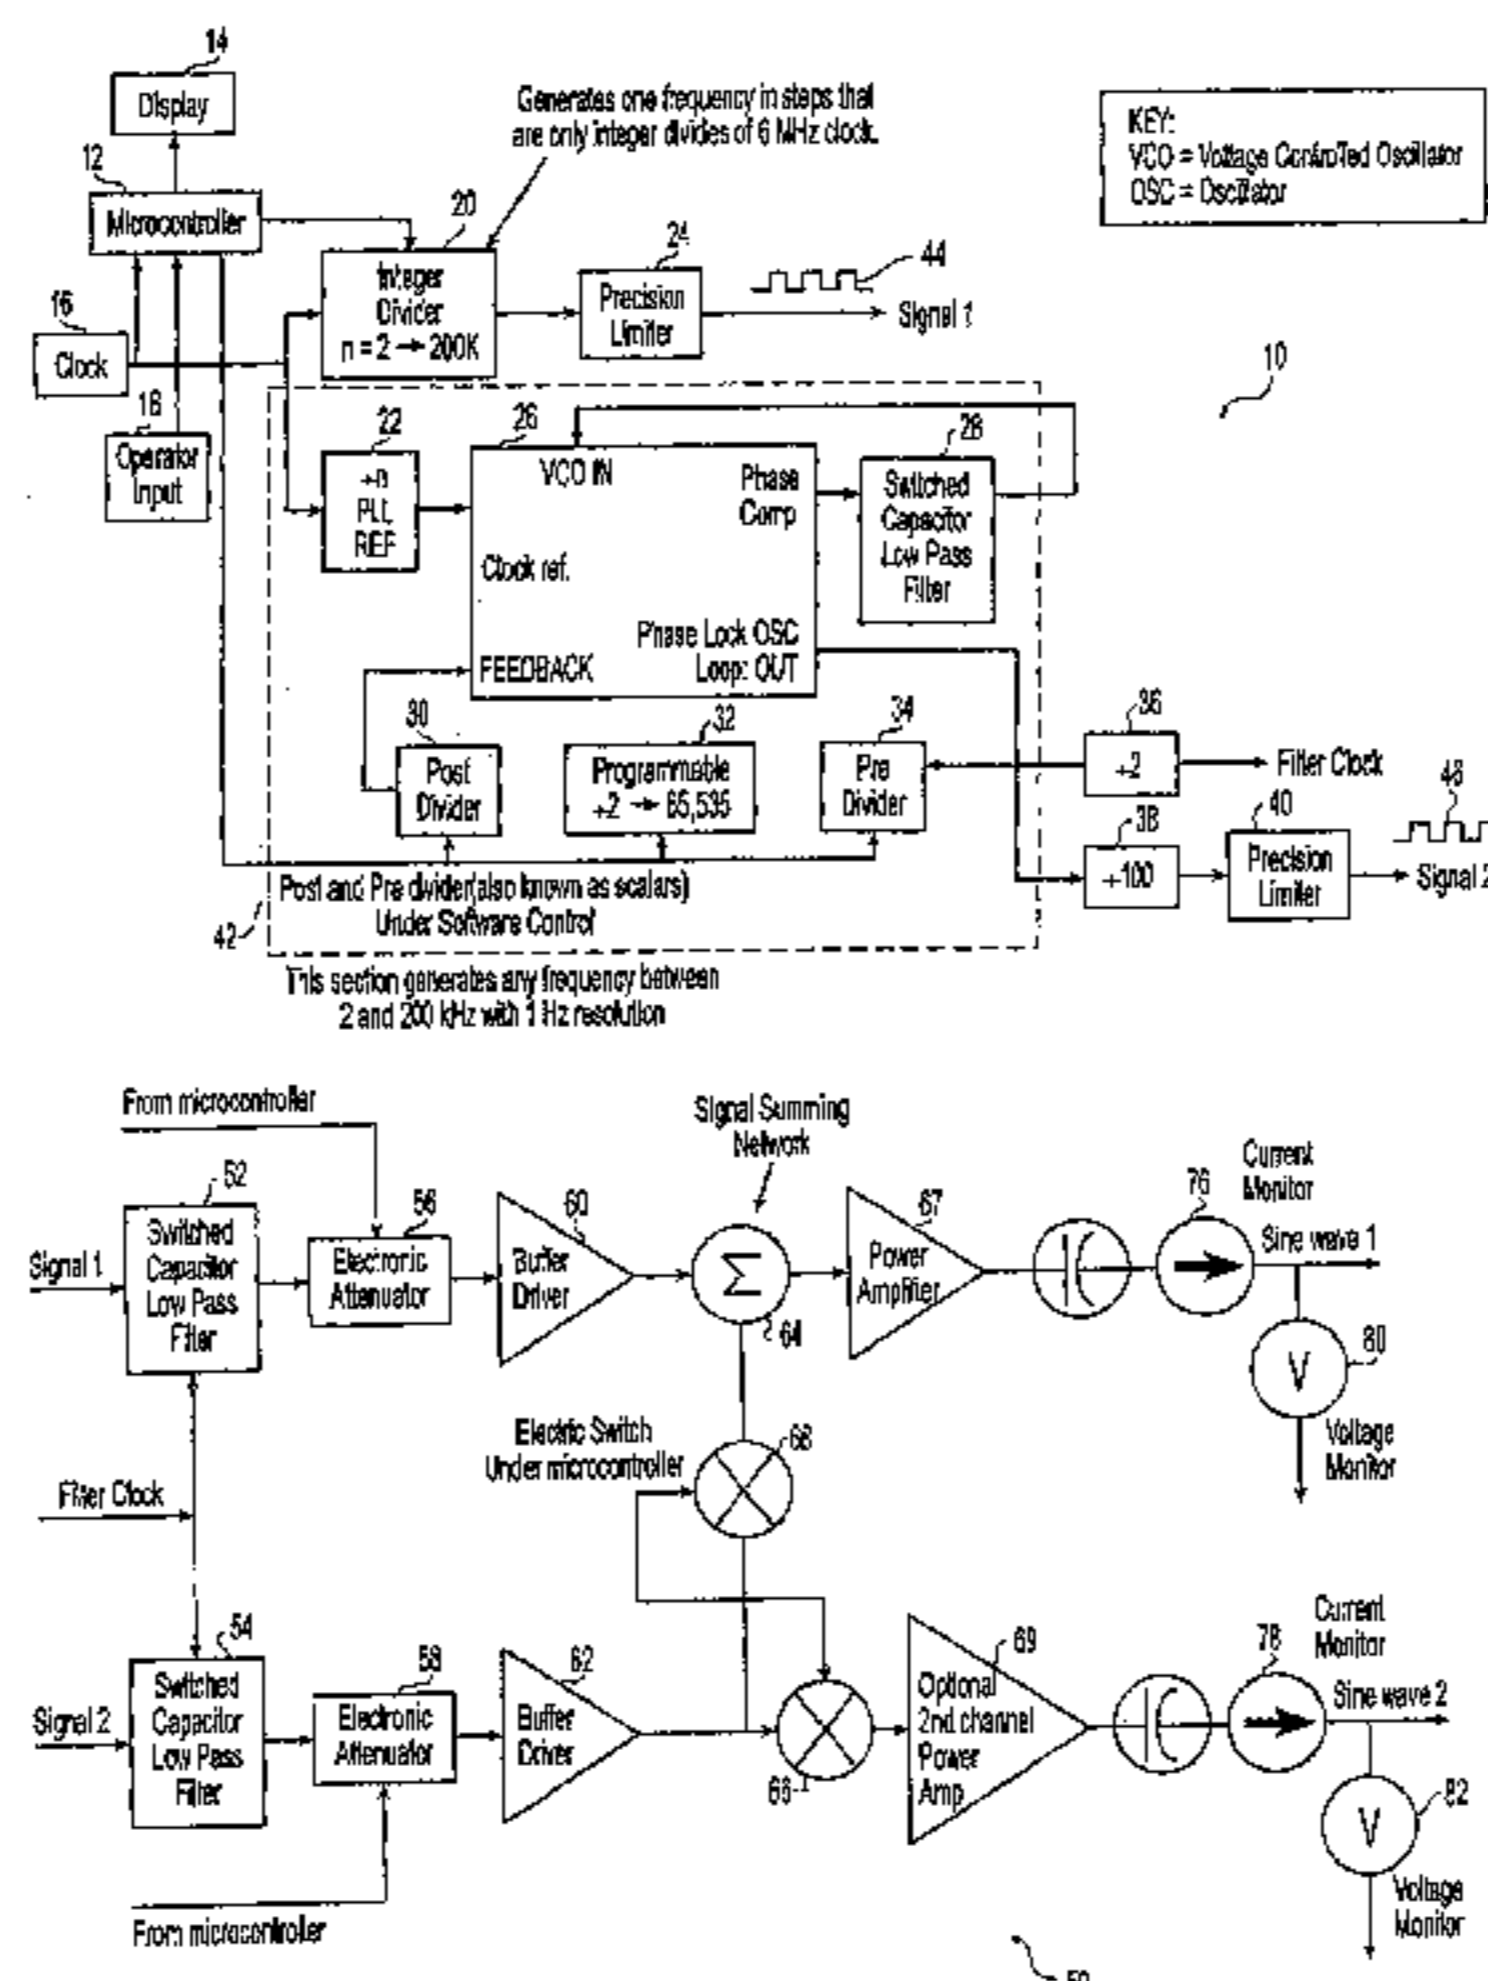 14
Display
12
Microcontroller
16
Clock
18
Operator
Input
Generates one frequency in steps that
are only integer divides of 6 MHz clock.
20
Integer
Divider
n = 2 → 200K
24
Precision
Limiter
44
Signal 1
KEY:
VCO = Voltage Controlled Oscillator
OSC = Oscillator
10
22
÷n
PLL
REF
26
VCO IN
Phase
Comp
Clock ref.
Phase Lock OSC
Loop: OUT
FEEDBACK
28
Switched
Capacitor
Low Pass
Filter
30
Post
Divider
32
Programmable
÷2 → 65,535
34
Pre
Divider
36
÷2
Filter Clock
38
÷100
40
Precision
Limiter
46
Signal 2
Post and Pre divider(also known as scalars)
Under Software Control
42
This section generates any frequency between
2 and 200 kHz with 1 Hz resolution
From microcontroller
Signal 1
52
Switched
Capacitor
Low Pass
Filter
56
Electronic
Attenuator
60
Buffer
Driver
Signal Summing
Network
Σ
64
67
Power
Amplifier
76
Current
Monitor
Sine wave 1
80
V
Voltage
Monitor
Electric Switch
Under microcontroller
68
Filter Clock
Signal 2
54
Switched
Capacitor
Low Pass
Filter
58
Electronic
Attenuator
62
Buffer
Driver
66
69
Optional
2nd channel
Power
Amp
78
Current
Monitor
Sine wave 2
82
V
Voltage
Monitor
From microcontroller
50